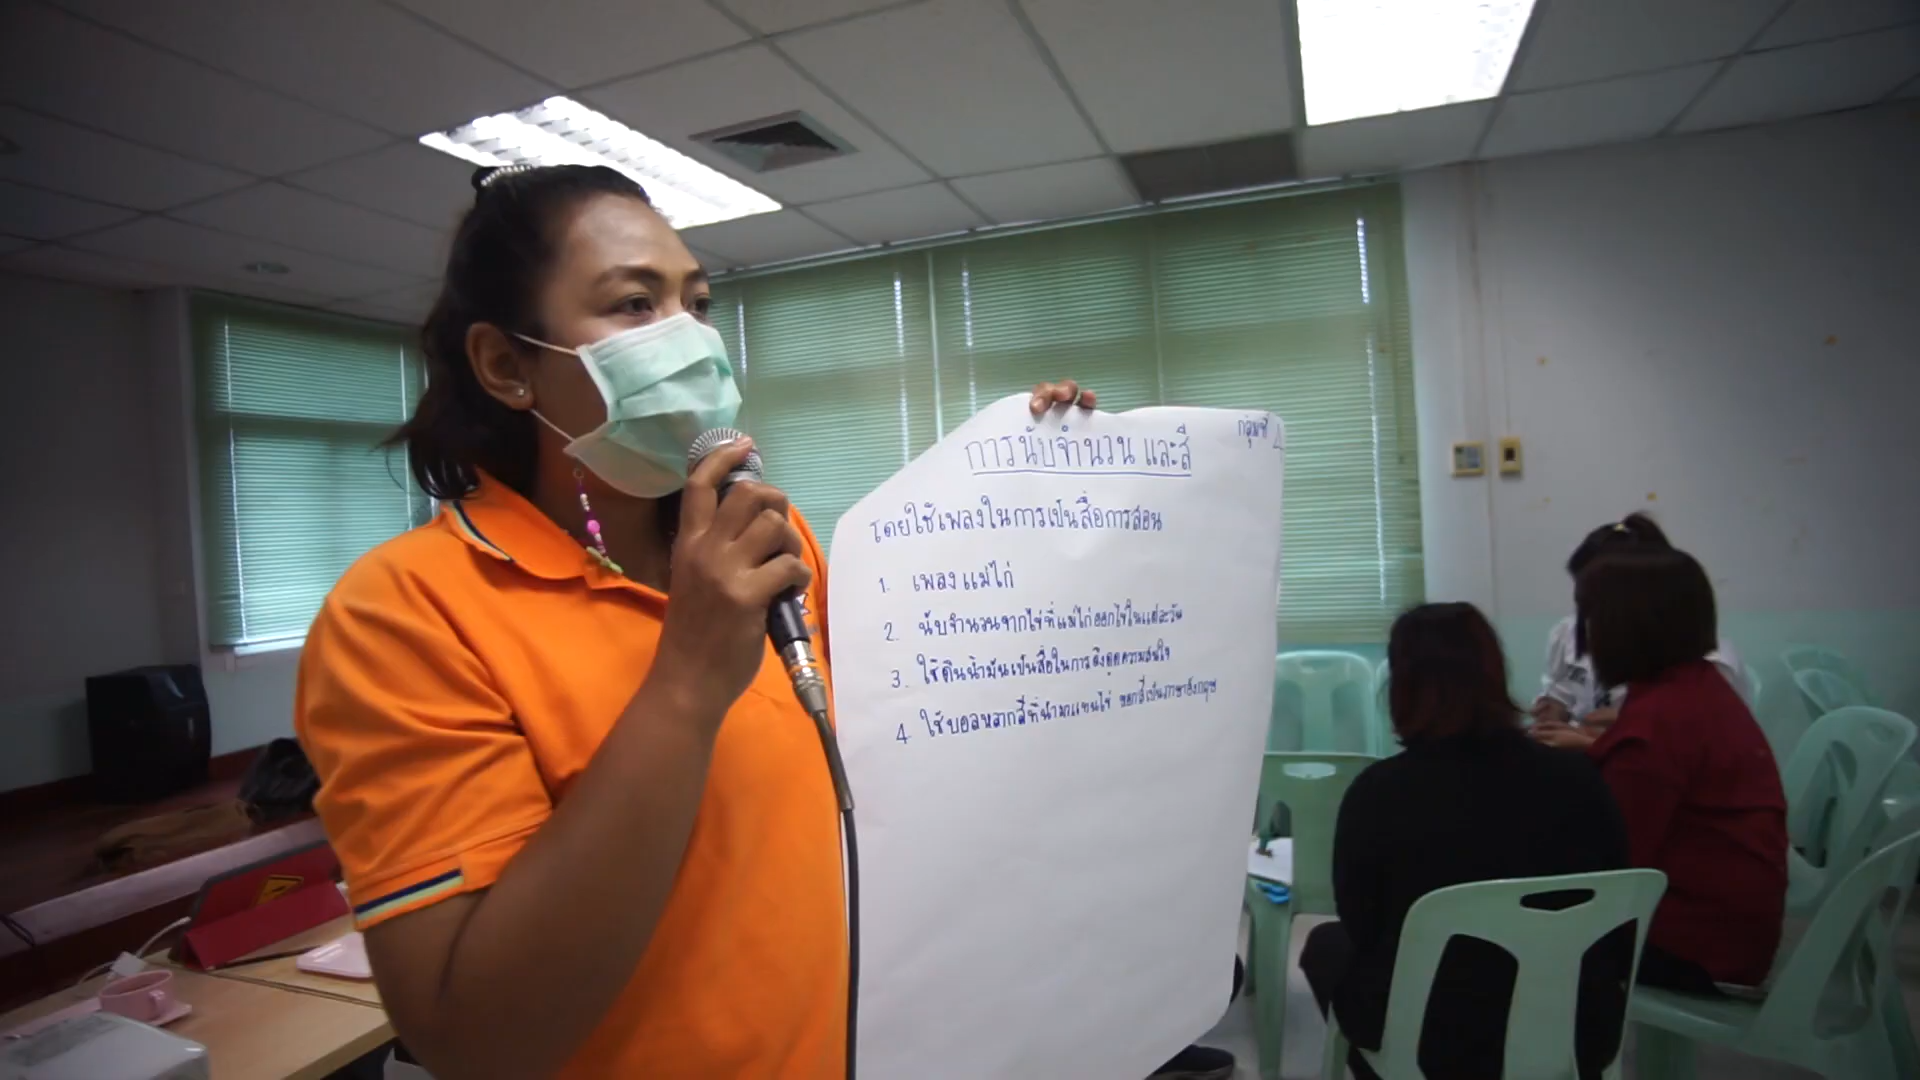 กลุ่มที่ 4
การนับจำนวน และสี
โดยใช้เพลงในการเป็นสื่อการสอน
1. เพลง แม่ไก่
2. นับจำนวนจากไข่ที่แม่ไก่ออกไข่ในแต่ละวัน
3. ใช้ดินน้ำมันเป็นสื่อในการดึงดูดความสนใจ
4. ใช้บอลหลากสีที่นำมาแทนไข่ บอกสีเป็นภาษาอังกฤษ